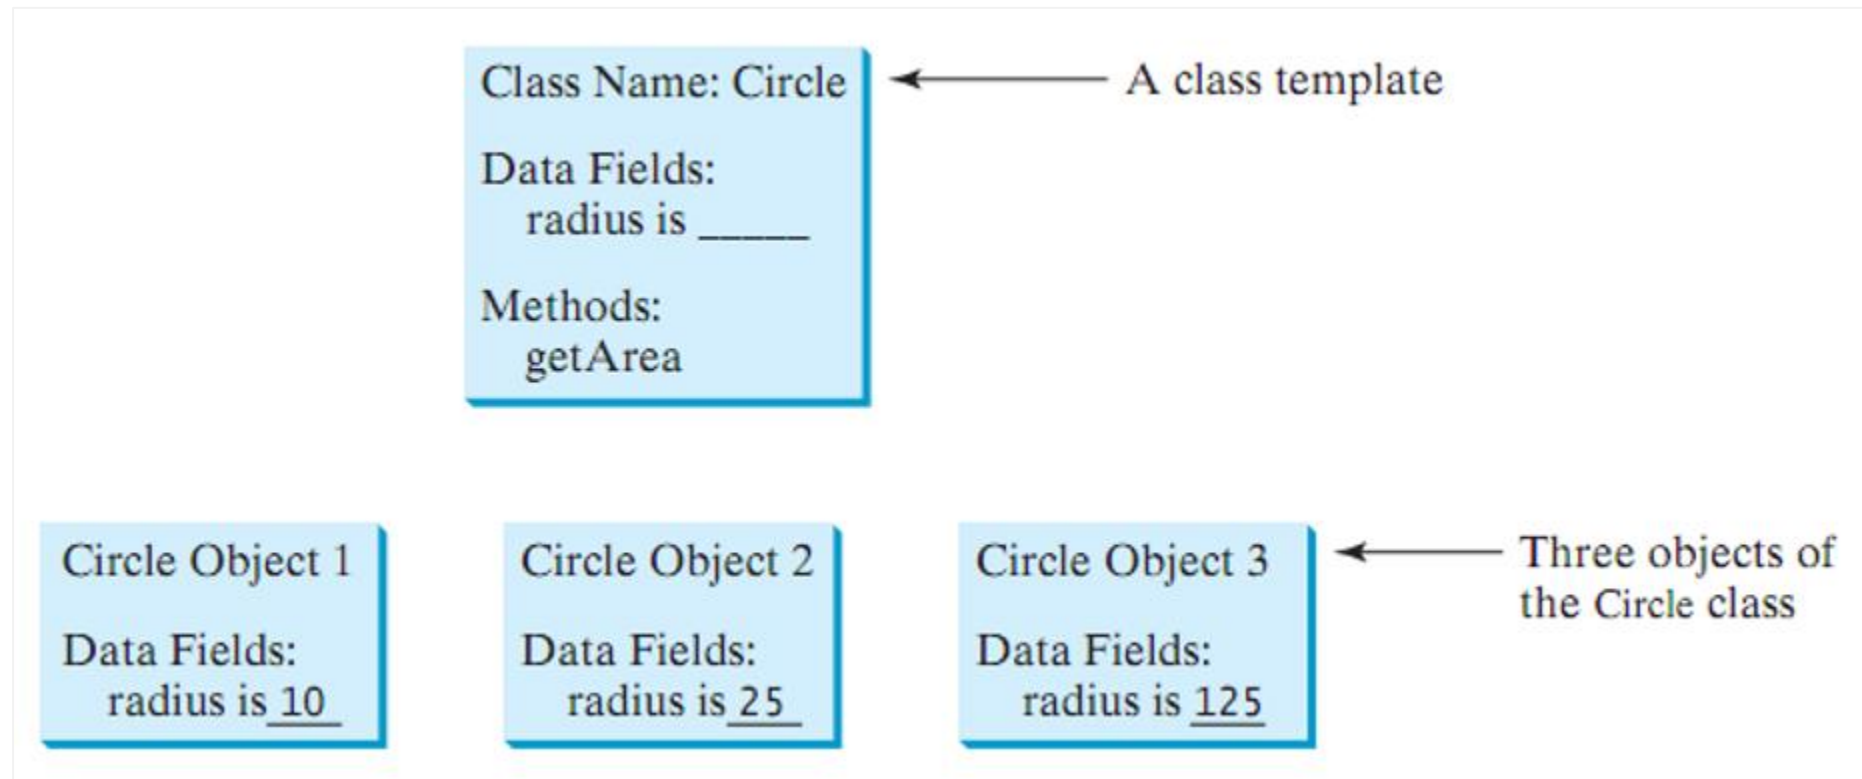 Class Name: Circle
A class template
Data Fields:
radius is _____
Methods:
getArea
Circle Object 1
Data Fields:
radius is 10
Circle Object 2
Data Fields:
radius is 25
Circle Object 3
Data Fields:
radius is 125
Three objects of
the Circle class